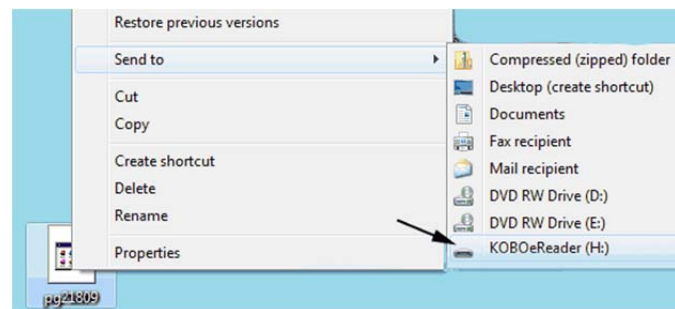 Restore previous versions
Send to
Cut
Copy
Create shortcut
Delete
Rename
Properties
Compressed (zipped) folder
Desktop (create shortcut)
Documents
Fax recipient
Mail recipient
DVD RW Drive (D:)
DVD RW Drive (E:)
KOBOeReader (H:)
pg21809